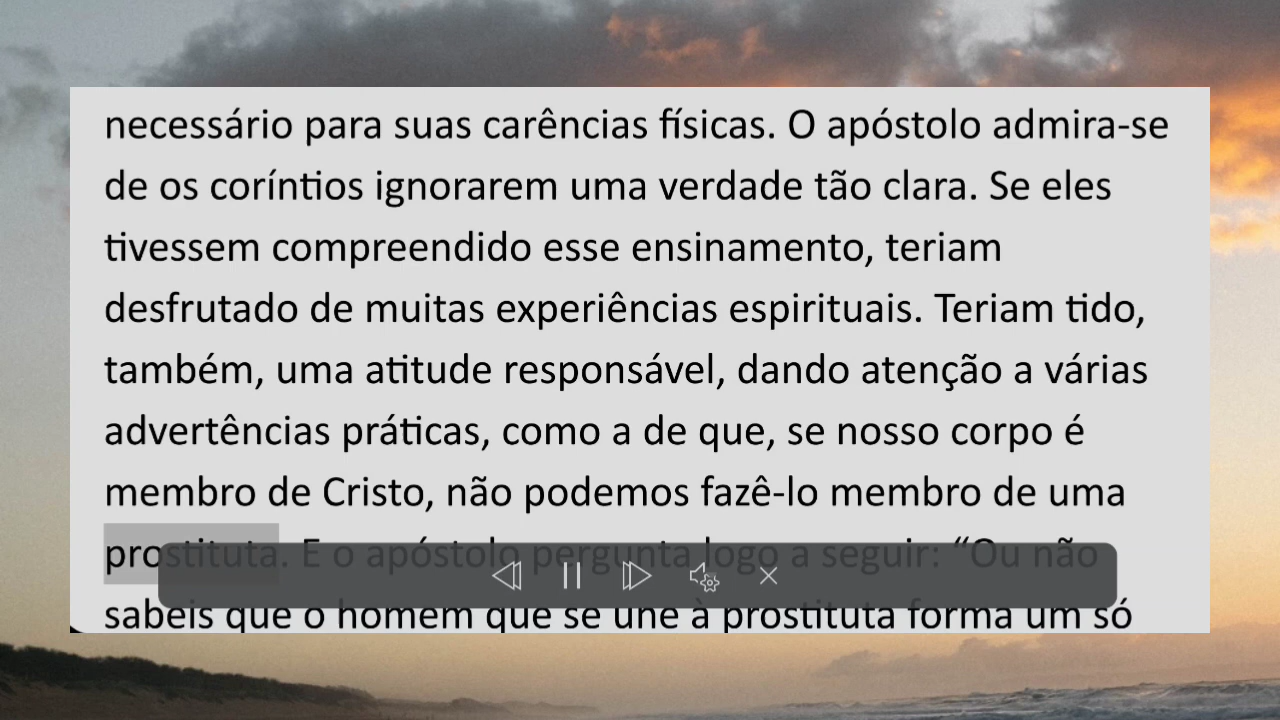 necessário para suas carências físicas. O apóstolo admira-se
de os coríntios ignorarem uma verdade tão clara. Se eles
tivessem compreendido esse ensinamento, teriam
desfrutado de muitas experiências espirituais. Teriam tido,
também, uma atitude responsável, dando atenção a várias
advertências práticas, como a de que, se nosso corpo é
membro de Cristo, não podemos fazê-lo membro de uma
prostituta. E o apóstolo pergunta logo a seguir: “Ou não
sabeis que o homem que se une à prostituta forma um só